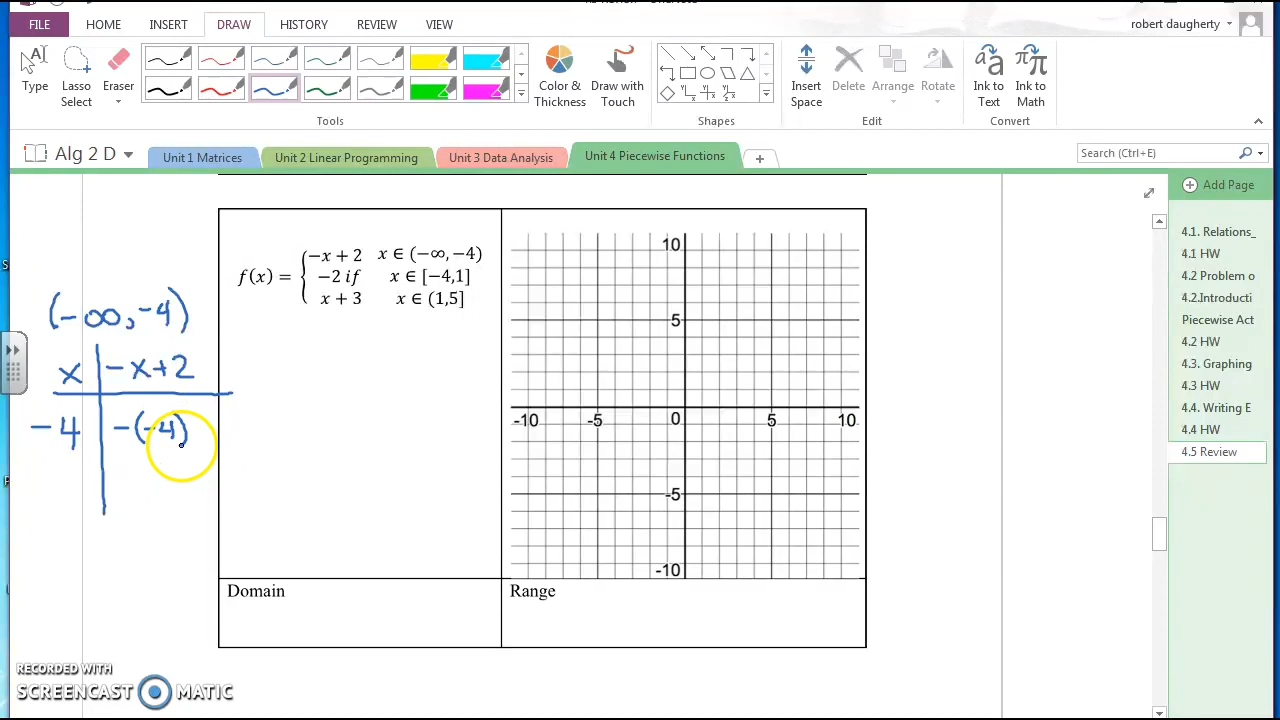 FILE HOME INSERT DRAW HISTORY REVIEW VIEW robert daugherty
Type Lasso Select Eraser Color & Thickness Draw with Touch Insert Space Delete Arrange Rotate Ink to Text Ink to Math
Tools Shapes Edit Convert
Alg 2 D Unit 1 Matrices Unit 2 Linear Programming Unit 3 Data Analysis Unit 4 Piecewise Functions Search (Ctrl+E)
Add Page
4.1. Relations_
4.1 HW
4.2 Problem o
4.2.Introducti
Piecewise Act
4.2 HW
4.3. Graphing
4.3 HW
4.4. Writing E
4.4 HW
4.5 Review
−x + 2 x ∈ (−∞, −4)
f(x) = { −2 if x ∈ [−4,1]
x + 3 x ∈ (1,5]
(-∞, -4)
x -x+2
-4 -(-4)
10
5
-10 -5 0 5 10
-5
-10
Domain Range
RECORDED WITH
SCREENCAST MATIC